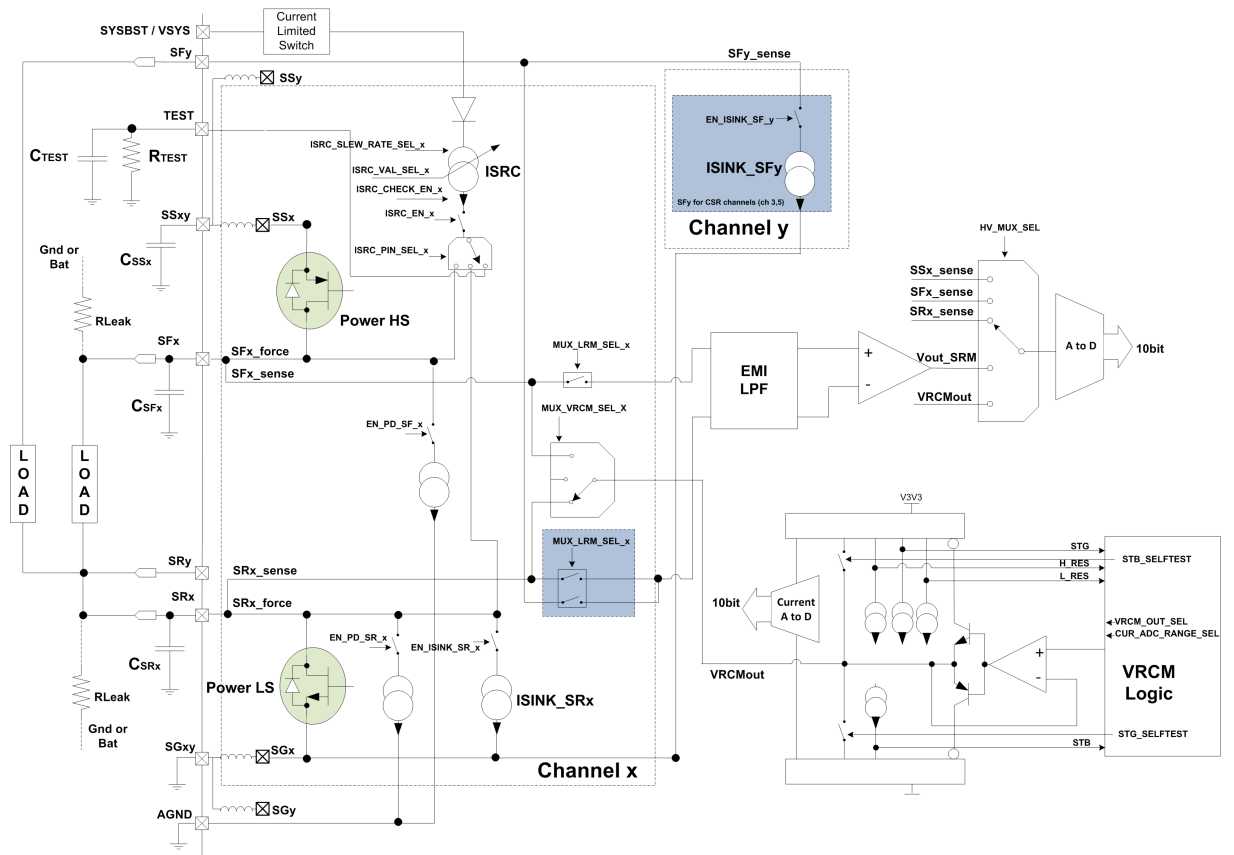 SYSBST / VSYS
Current
Limited
Switch
SFy
SFy_sense
SSy
TEST
CTEST
RTEST
ISRC_SLEW_RATE_SEL_x
ISRC
ISRC_VAL_SEL_x
ISRC_CHECK_EN_x
ISRC_EN_x
ISRC_PIN_SEL_x
EN_ISINK_SF_y
ISINK_SFy
SFy for CSR channels (ch 3,5)
Channel y
SSxy
SSx
CSSx
Gnd or
Bat
RLeak
Power HS
HV_MUX_SEL
SSx_sense
SFx_sense
SRx_sense
Vout_SRM
VRCMout
A to D
10bit
SFx
SFx_force
SFx_sense
CSFx
MUX_LRM_SEL_x
EMI
LPF
+
-
MUX_VRCM_SEL_X
EN_PD_SF_x
L
O
A
D
L
O
A
D
MUX_LRM_SEL_x
SRy
SRx_sense
SRx
SRx_force
CSRx
EN_PD_SR_x
EN_ISINK_SR_x
Power LS
ISINK_SRx
RLeak
Gnd or
Bat
SGxy
SGx
Channel x
SGy
AGND
V3V3
STG
STB_SELFTEST
H_RES
L_RES
10bit
Current
A to D
VRCM_OUT_SEL
CUR_ADC_RANGE_SEL
+
-
VRCMout
VRCM
Logic
STG_SELFTEST
STB